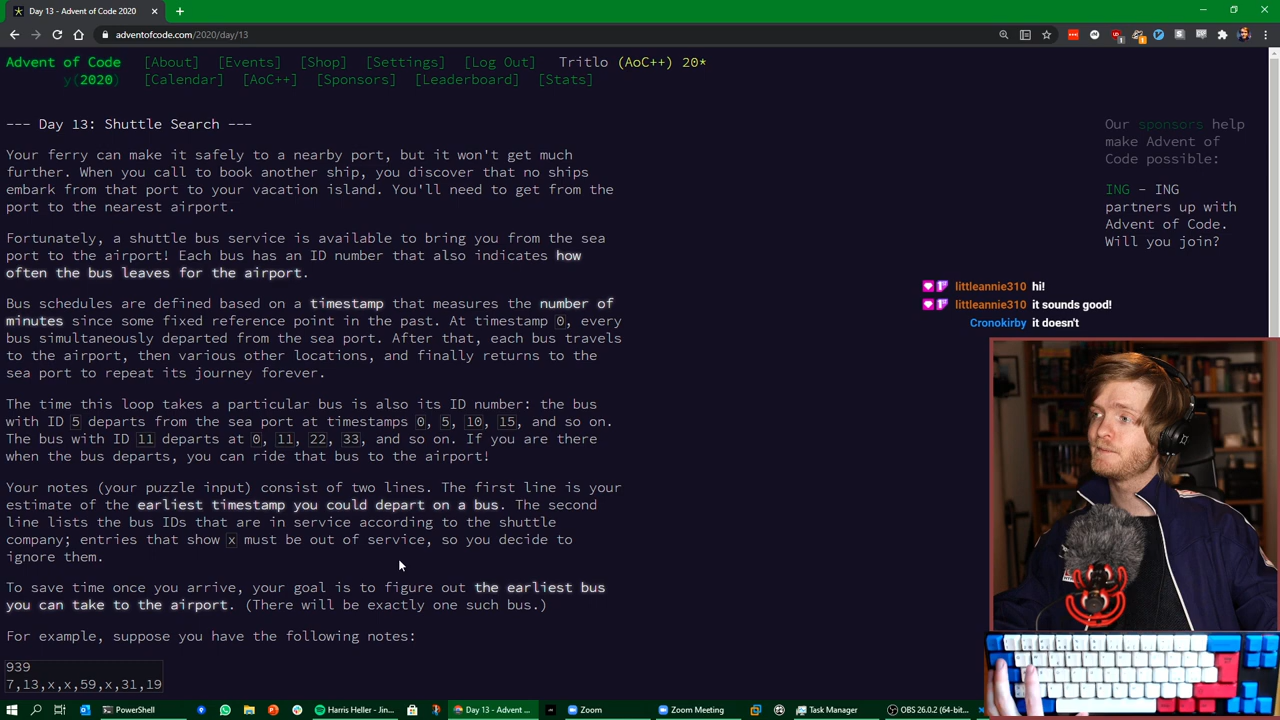 Day 13 - Advent of Code 2020
adventofcode.com/2020/day/13
Advent of Code [About] [Events] [Shop] [Settings] [Log Out] Tritlo (AoC++) 20*
y(2020) [Calendar] [AoC++] [Sponsors] [Leaderboard] [Stats]
--- Day 13: Shuttle Search ---
Your ferry can make it safely to a nearby port, but it won't get much
further. When you call to book another ship, you discover that no ships
embark from that port to your vacation island. You'll need to get from the
port to the nearest airport.
Fortunately, a shuttle bus service is available to bring you from the sea
port to the airport! Each bus has an ID number that also indicates how
often the bus leaves for the airport.
Bus schedules are defined based on a timestamp that measures the number of
minutes since some fixed reference point in the past. At timestamp 0, every
bus simultaneously departed from the sea port. After that, each bus travels
to the airport, then various other locations, and finally returns to the
sea port to repeat its journey forever.
The time this loop takes a particular bus is also its ID number: the bus
with ID 5 departs from the sea port at timestamps 0, 5, 10, 15, and so on.
The bus with ID 11 departs at 0, 11, 22, 33, and so on. If you are there
when the bus departs, you can ride that bus to the airport!
Your notes (your puzzle input) consist of two lines. The first line is your
estimate of the earliest timestamp you could depart on a bus. The second
line lists the bus IDs that are in service according to the shuttle
company; entries that show x must be out of service, so you decide to
ignore them.
To save time once you arrive, your goal is to figure out the earliest bus
you can take to the airport. (There will be exactly one such bus.)
For example, suppose you have the following notes:
939
7,13,x,x,59,x,31,19
Our sponsors help
make Advent of
Code possible:
ING - ING
partners up with
Advent of Code.
Will you join?
littleannie310 hi!
littleannie310 it sounds good!
Cronokirby it doesn't
PowerShell
Zoom
Harris Heller - Jin...
Day 13 - Advent ...
Zoom
Zoom Meeting
Task Manager
OBS 26.0.2 (64-bit...